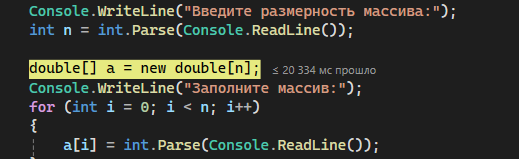 Console.WriteLine("Введите размерность массива:");
int n = int.Parse(Console.ReadLine());
double[] a = new double[n]; ≤ 20 334 мс прошло
Console.WriteLine("Заполните массив:");
for (int i = 0; i < n; i++)
{
a[i] = int.Parse(Console.ReadLine());